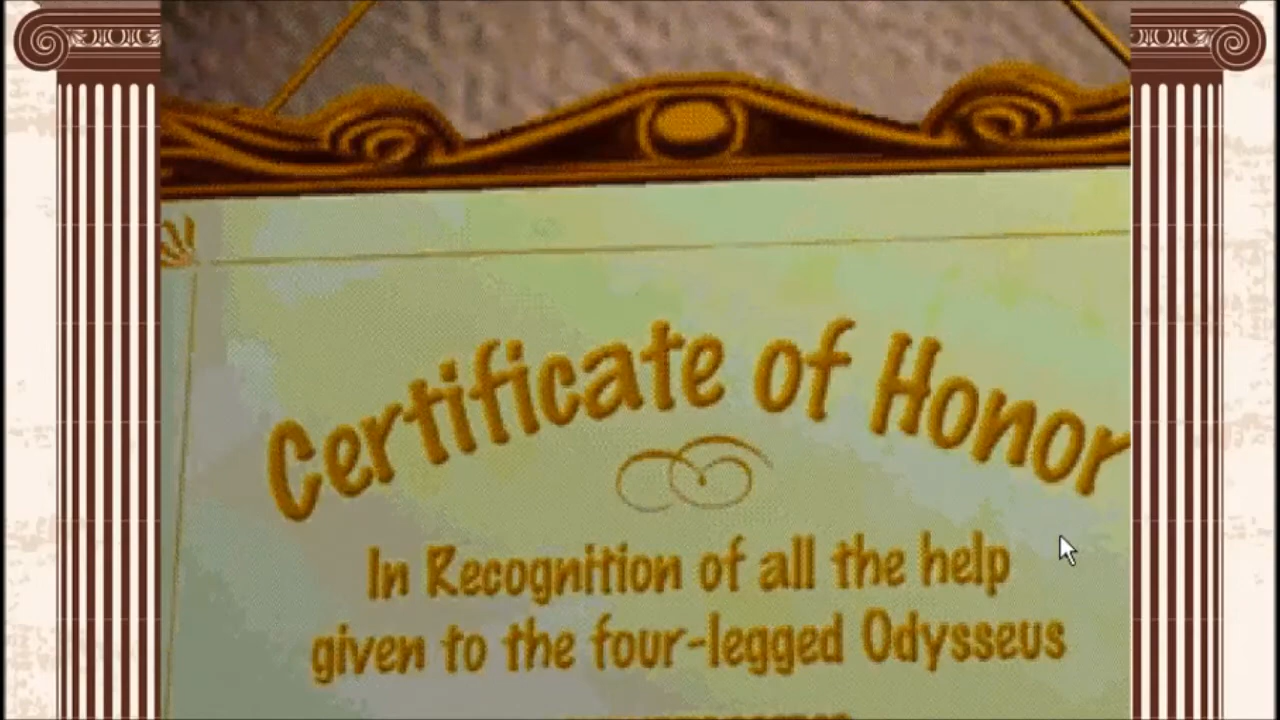 Certificate of Honor
In Recognition of all the help
given to the four-legged Odysseus